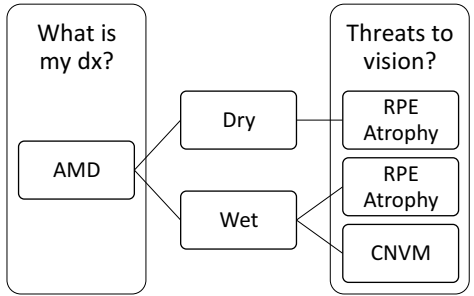 What is
my dx?
Threats to
vision?
AMD
Dry
Wet
RPE
Atrophy
RPE
Atrophy
CNVM